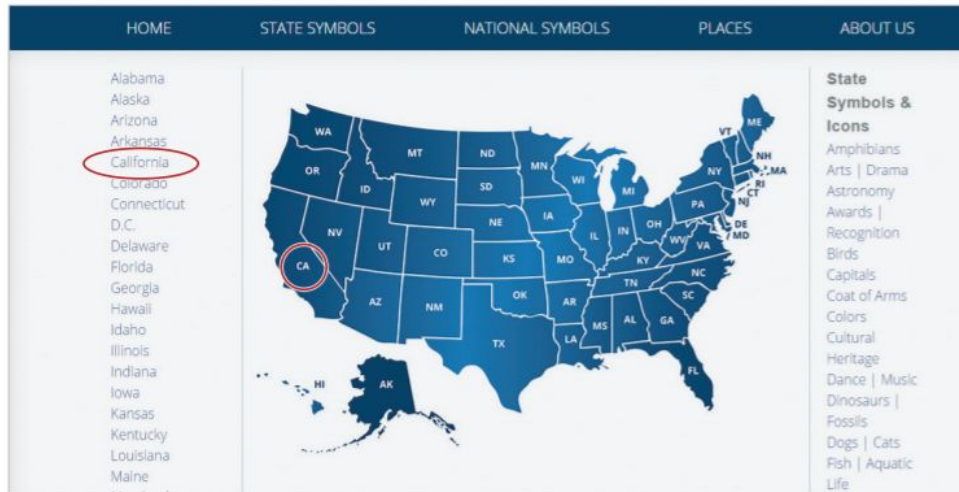 HOME STATE SYMBOLS NATIONAL SYMBOLS PLACES ABOUT US
Alabama
Alaska
Arizona
Arkansas
California
Colorado
Connecticut
D.C.
Delaware
Florida
Georgia
Hawaii
Idaho
Illinois
Indiana
Iowa
Kansas
Kentucky
Louisiana
Maine
WA
OR
CA
NV
ID
MT
WY
UT
AZ
CO
NM
ND
SD
NE
KS
OK
TX
MN
IA
MO
AR
LA
WI
IL
MS
MI
IN
KY
TN
AL
OH
WV
GA
FL
SC
NC
VA
PA
NY
VT
ME
NH
MA
RI
CT
NJ
DE
MD
HI
AK
State
Symbols &
Icons
Amphibians
Arts | Drama
Astronomy
Awards |
Recognition
Birds
Capitals
Coat of Arms
Colors
Cultural
Heritage
Dance | Music
Dinosaurs |
Fossils
Dogs | Cats
Fish | Aquatic
Life